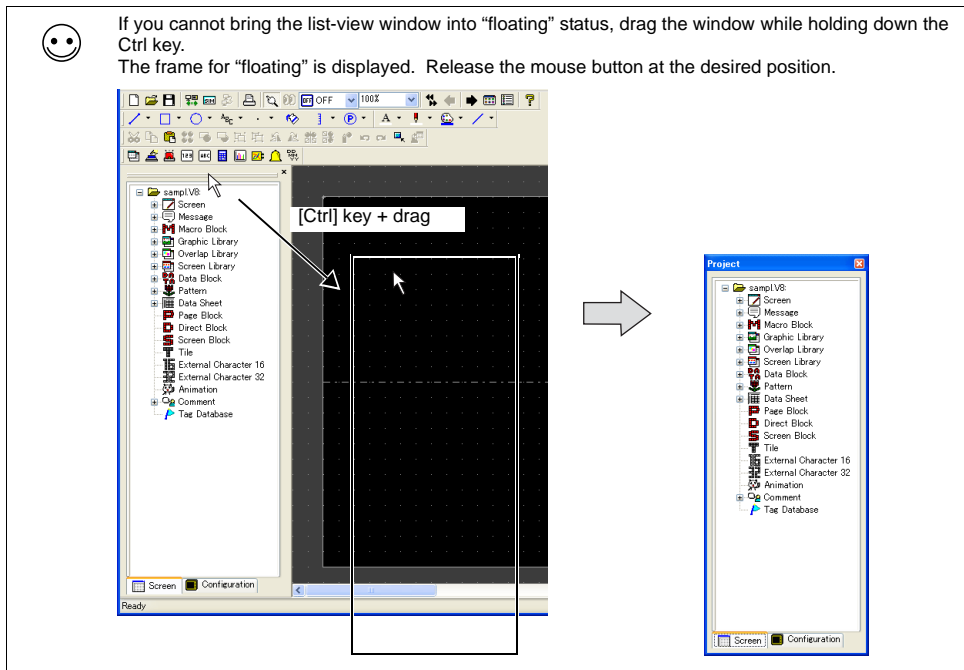 If you cannot bring the list-view window into “floating” status, drag the window while holding down the
Ctrl key.
The frame for “floating” is displayed.  Release the mouse button at the desired position.
OFF OFF 100%
A
ABC
123 ABC
sampl.V8:
Screen
Message
Macro Block
Graphic Library
Overlap Library
Screen Library
Data Block
Pattern
Data Sheet
Page Block
Direct Block
Screen Block
Tile
External Character 16
External Character 32
Animation
Comment
Tag Database
Screen Configuration
Ready
[Ctrl] key + drag
Project
sampl.V8:
Screen
Message
Macro Block
Graphic Library
Overlap Library
Screen Library
Data Block
Pattern
Data Sheet
Page Block
Direct Block
Screen Block
Tile
External Character 16
External Character 32
Animation
Comment
Tag Database
Screen Configuration